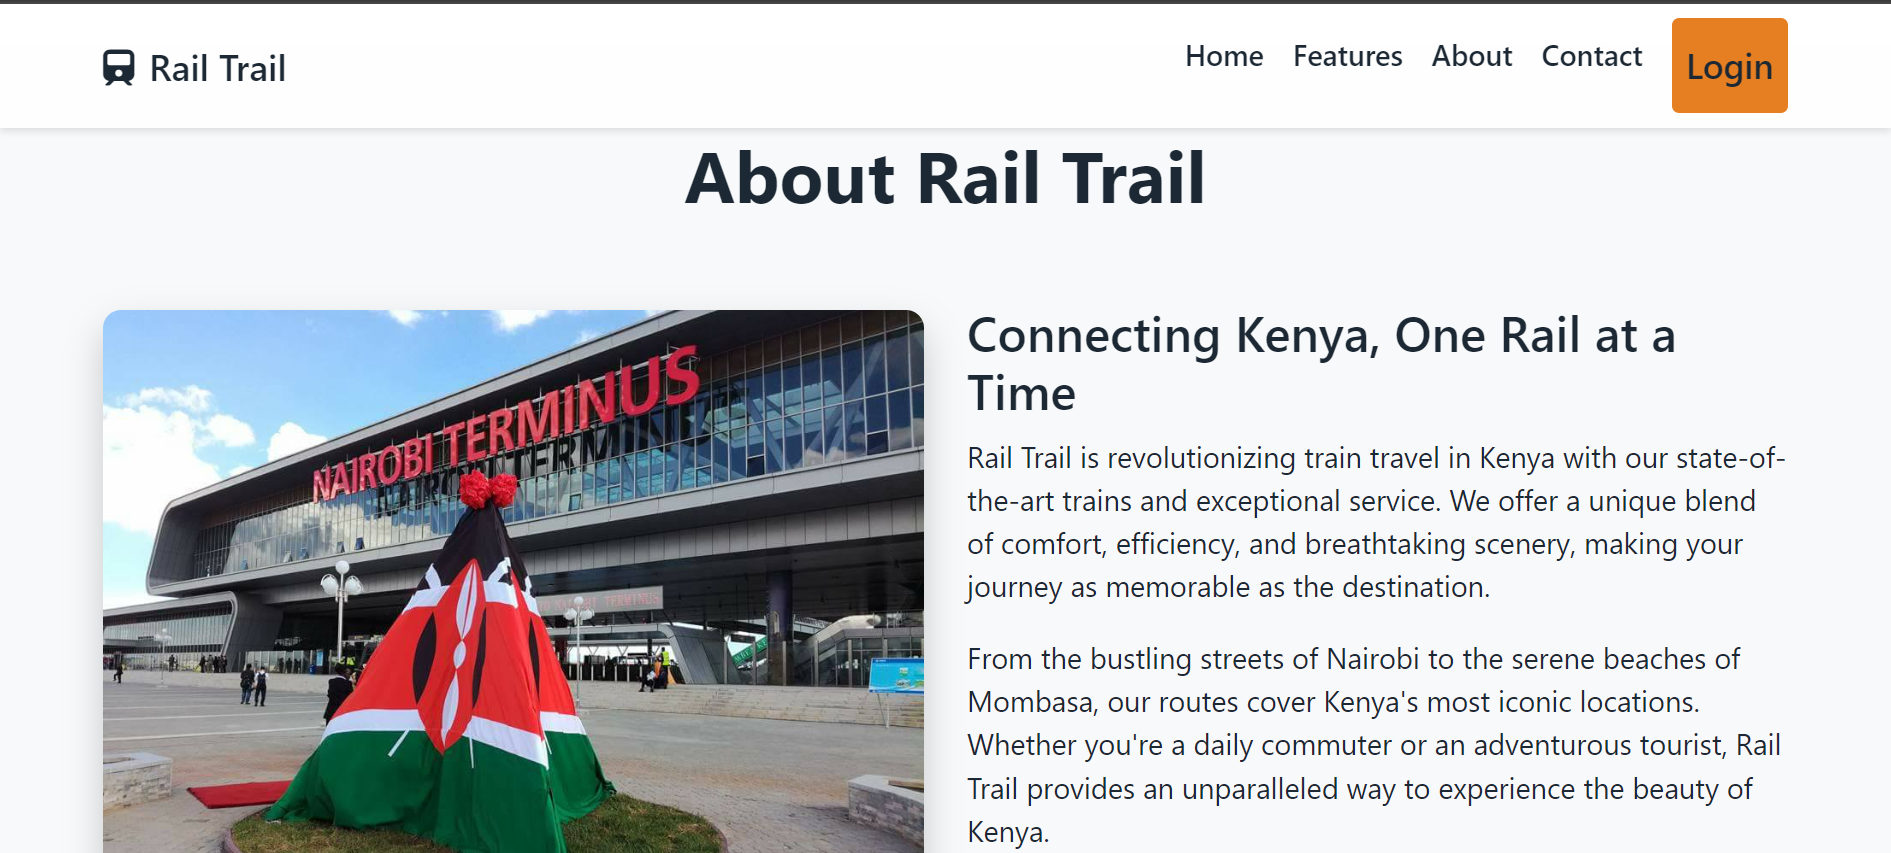 Rail Trail
Home Features About Contact Login
About Rail Trail
NAIROBI TERMINUS
Connecting Kenya, One Rail at a
Time
Rail Trail is revolutionizing train travel in Kenya with our state-of-
the-art trains and exceptional service. We offer a unique blend
of comfort, efficiency, and breathtaking scenery, making your
journey as memorable as the destination.
From the bustling streets of Nairobi to the serene beaches of
Mombasa, our routes cover Kenya's most iconic locations.
Whether you're a daily commuter or an adventurous tourist, Rail
Trail provides an unparalleled way to experience the beauty of
Kenya.